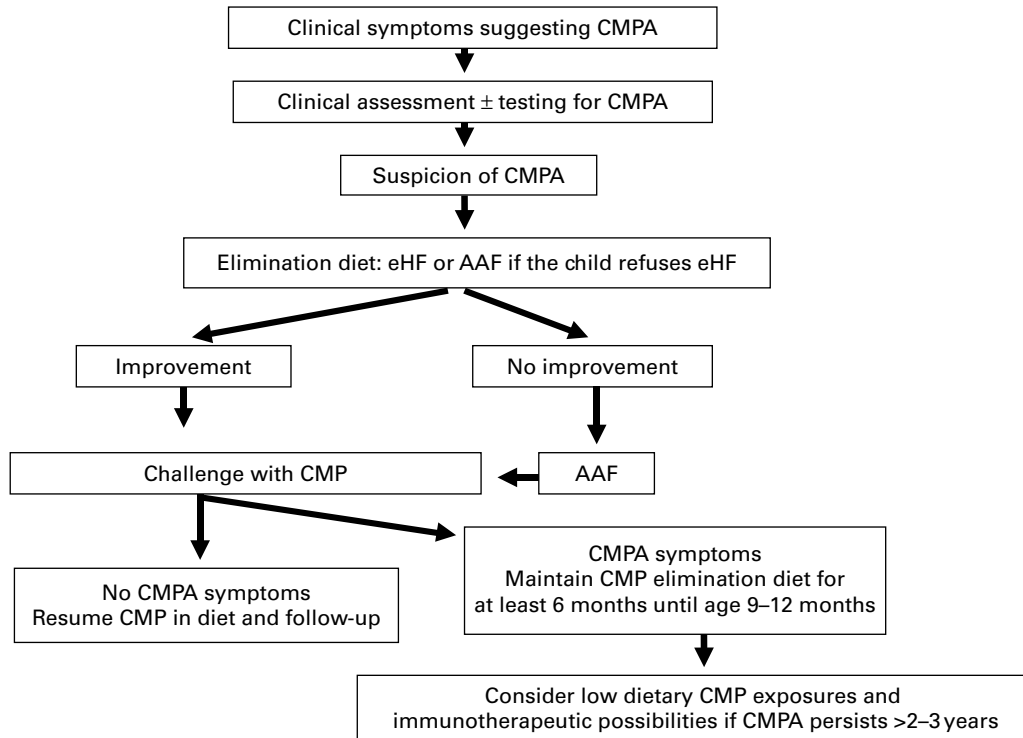 Clinical symptoms suggesting CMPA
Clinical assessment ± testing for CMPA
Suspicion of CMPA
Elimination diet: eHF or AAF if the child refuses eHF
Improvement
No improvement
Challenge with CMP
AAF
No CMPA symptoms
Resume CMP in diet and follow-up
CMPA symptoms
Maintain CMP elimination diet for
at least 6 months until age 9–12 months
Consider low dietary CMP exposures and
immunotherapeutic possibilities if CMPA persists >2–3 years